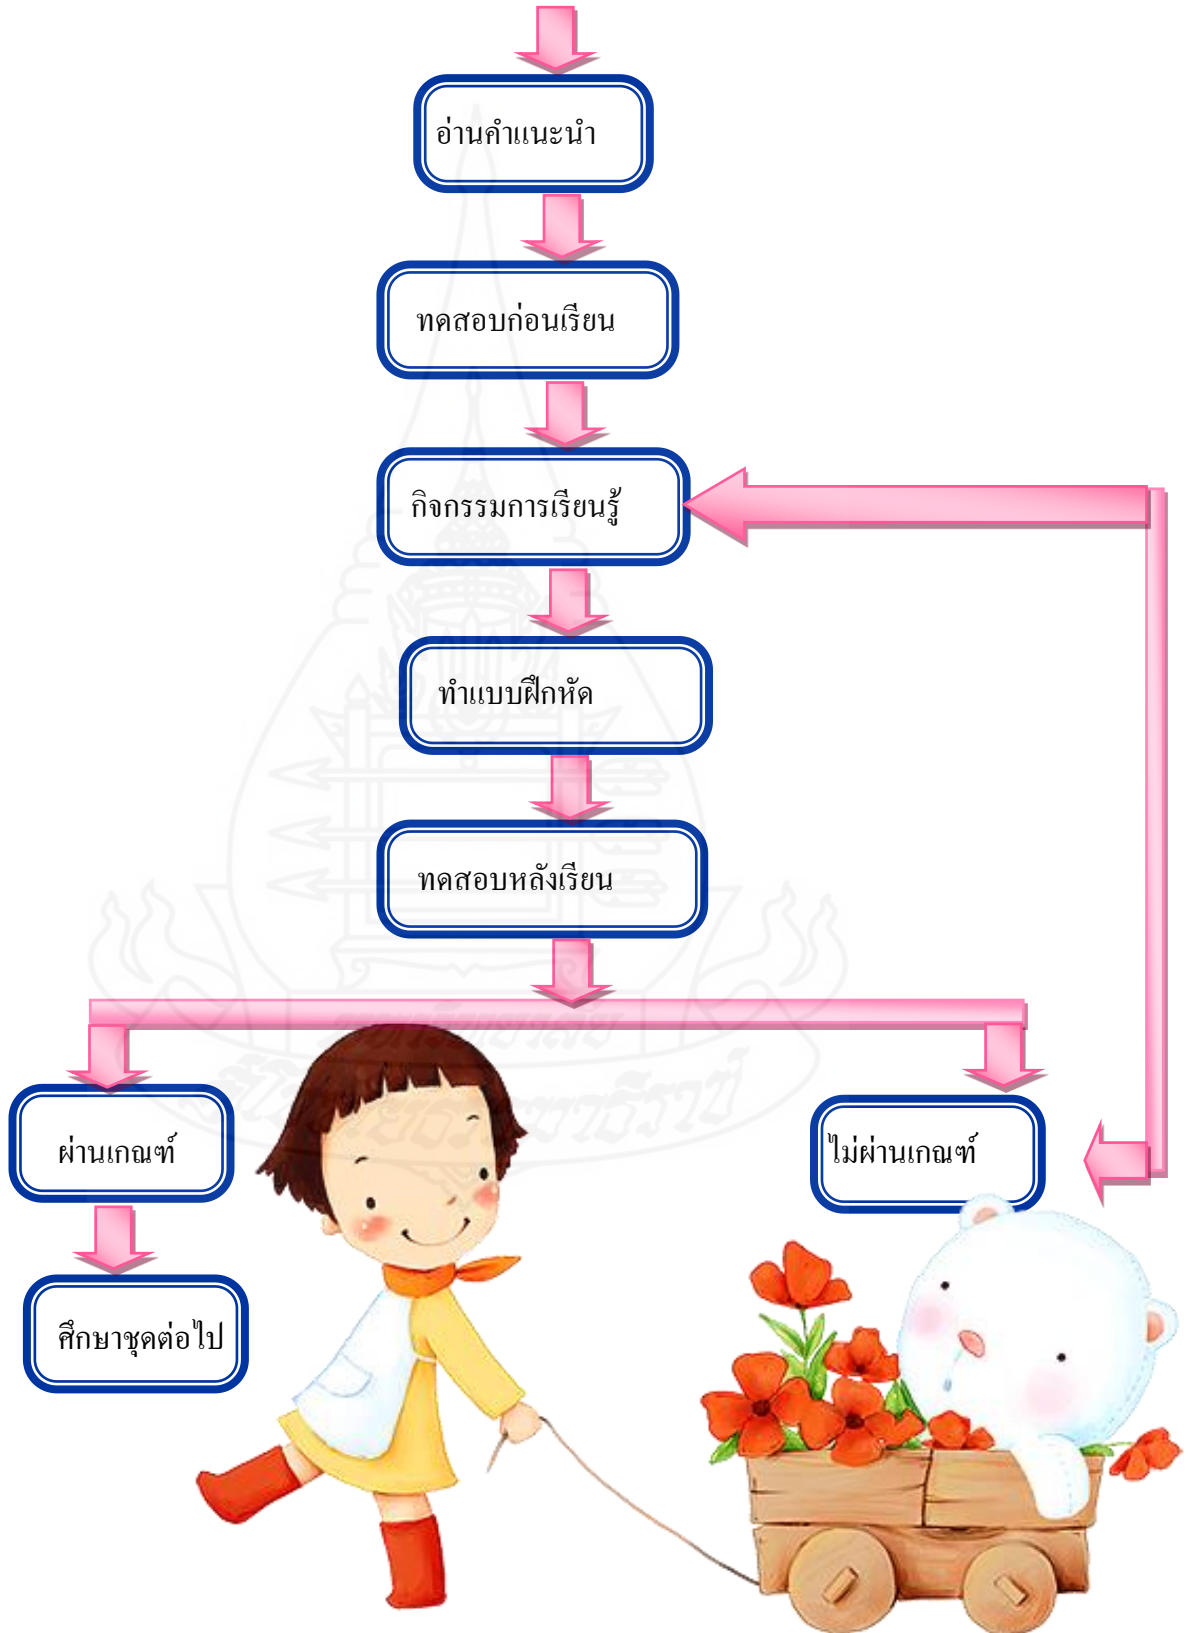 อ่านคำแนะนำ
ทดสอบก่อนเรียน
กิจกรรมการเรียนรู้
ทำแบบฝึกหัด
ทดสอบหลังเรียน
ผ่านเกณฑ์
ไม่ผ่านเกณฑ์
ศึกษาชุดต่อไป